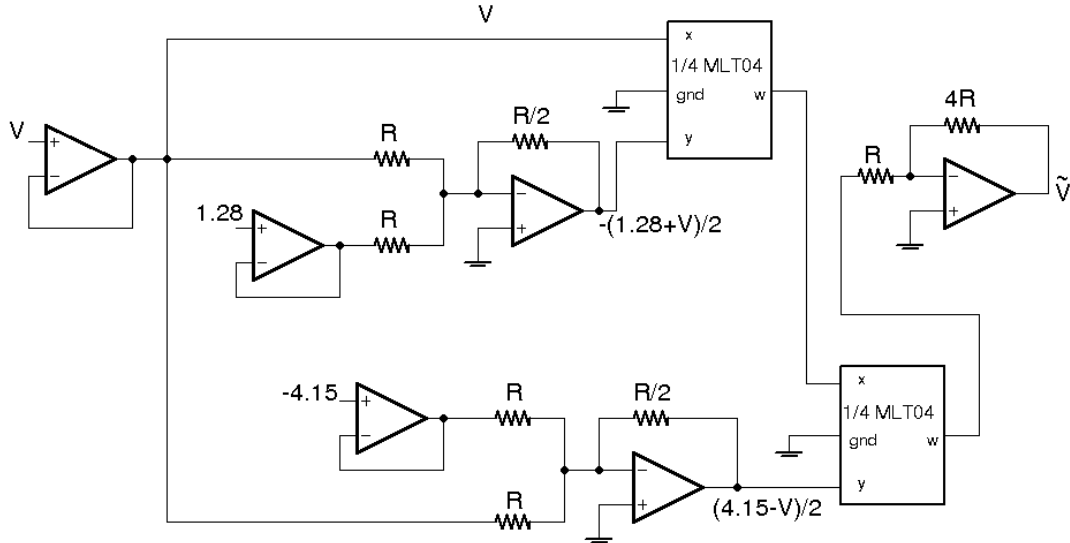 V
x
1/4 MLT04
gnd
w
y
V
+
−
R
R/2
−
+
-(1.28+V)/2
1.28
+
−
R
4R
R
−
+
Ṽ
-4.15
+
−
R
R/2
R
−
+
(4.15-V)/2
x
1/4 MLT04
gnd
w
y